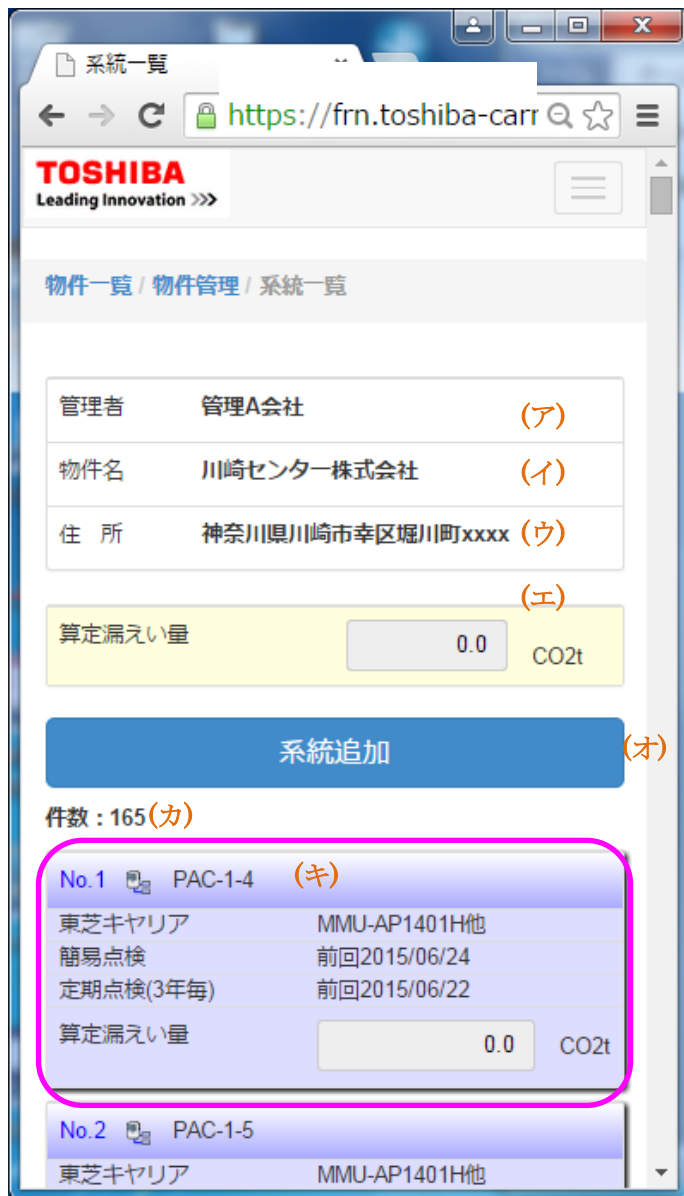 系統一覧
https://frn.toshiba-carr
TOSHIBA
Leading Innovation >>>
物件一覧 / 物件管理 / 系統一覧
管理者 管理A会社 (ア)
物件名 川崎センター株式会社 (イ)
住 所 神奈川県川崎市幸区堀川町xxxx (ウ)
(エ)
算定漏えい量 0.0 CO2t
系統追加 (オ)
件数：165 (カ)
No.1 PAC-1-4 (キ)
東芝キヤリア MMU-AP1401H他
簡易点検 前回2015/06/24
定期点検(3年毎) 前回2015/06/22
算定漏えい量 0.0 CO2t
No.2 PAC-1-5
東芝キヤリア MMU-AP1401H他